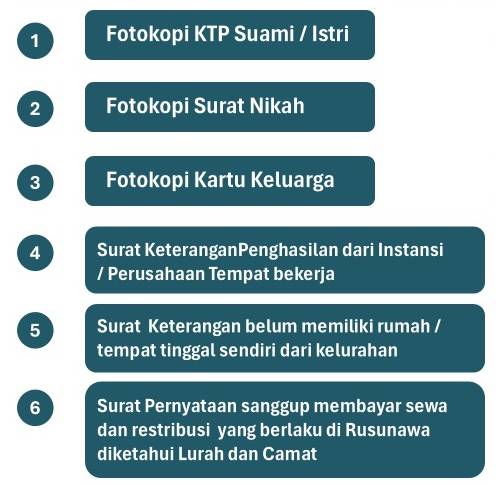 1
Fotokopi KTP Suami / Istri
2
Fotokopi Surat Nikah
3
Fotokopi Kartu Keluarga
4
Surat KeteranganPenghasilan dari Instansi
/ Perusahaan Tempat bekerja
5
Surat Keterangan belum memiliki rumah /
tempat tinggal sendiri dari kelurahan
6
Surat Pernyataan sanggup membayar sewa
dan restribusi yang berlaku di Rusunawa
diketahui Lurah dan Camat